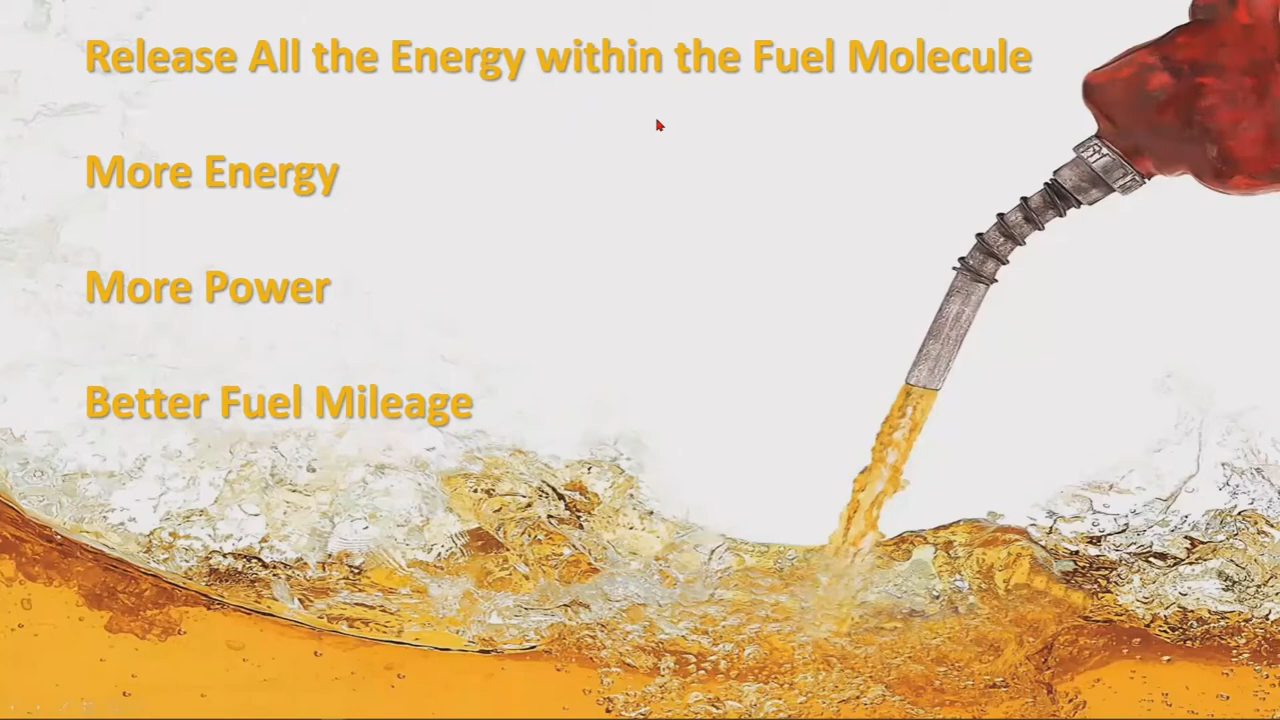 Release All the Energy within the Fuel Molecule
More Energy
More Power
Better Fuel Mileage